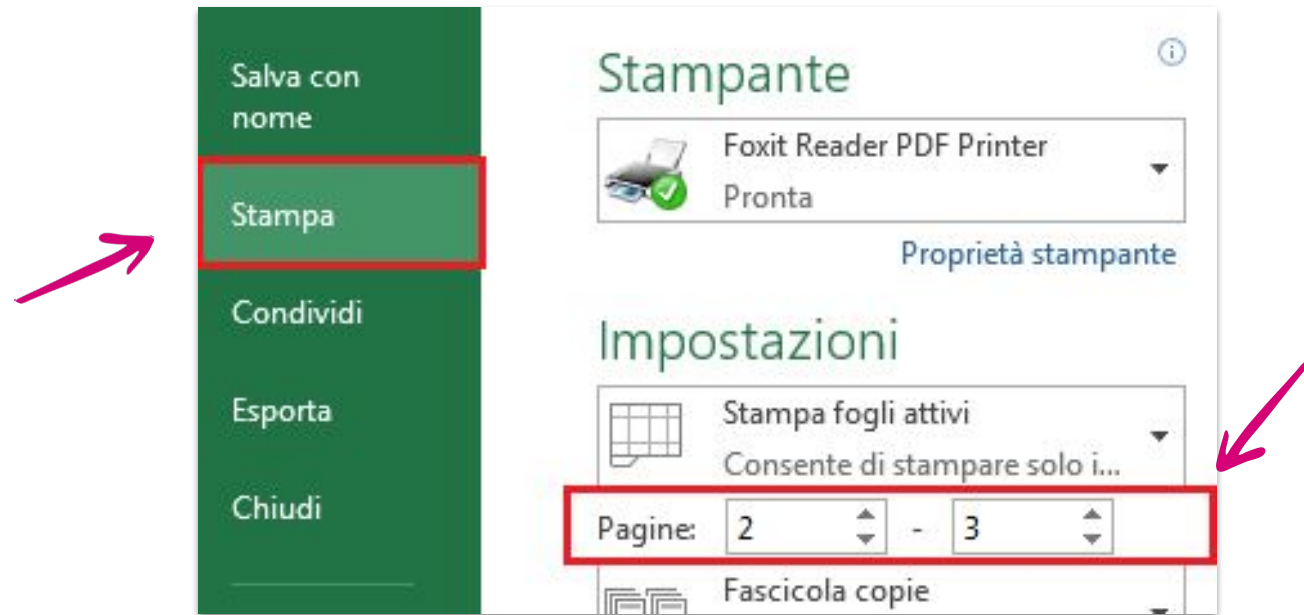 Salva con
nome
Stampa
Condividi
Esporta
Chiudi
Stampante
Foxit Reader PDF Printer
Pronta
Proprietà stampante
Impostazioni
Stampa fogli attivi
Consente di stampare solo i...
Pagine: 2 - 3
Fascicola copie